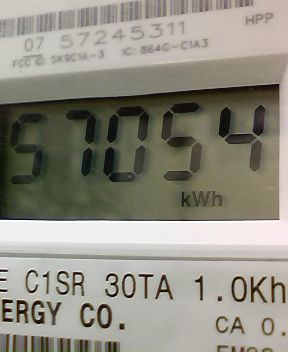 HPP
07 57245311
FCC ID: SK9C1A-3 IC: 864G-C1A3
57054
kWh
E C1SR 30TA 1.0Kh
ERGY CO.
CA 0.